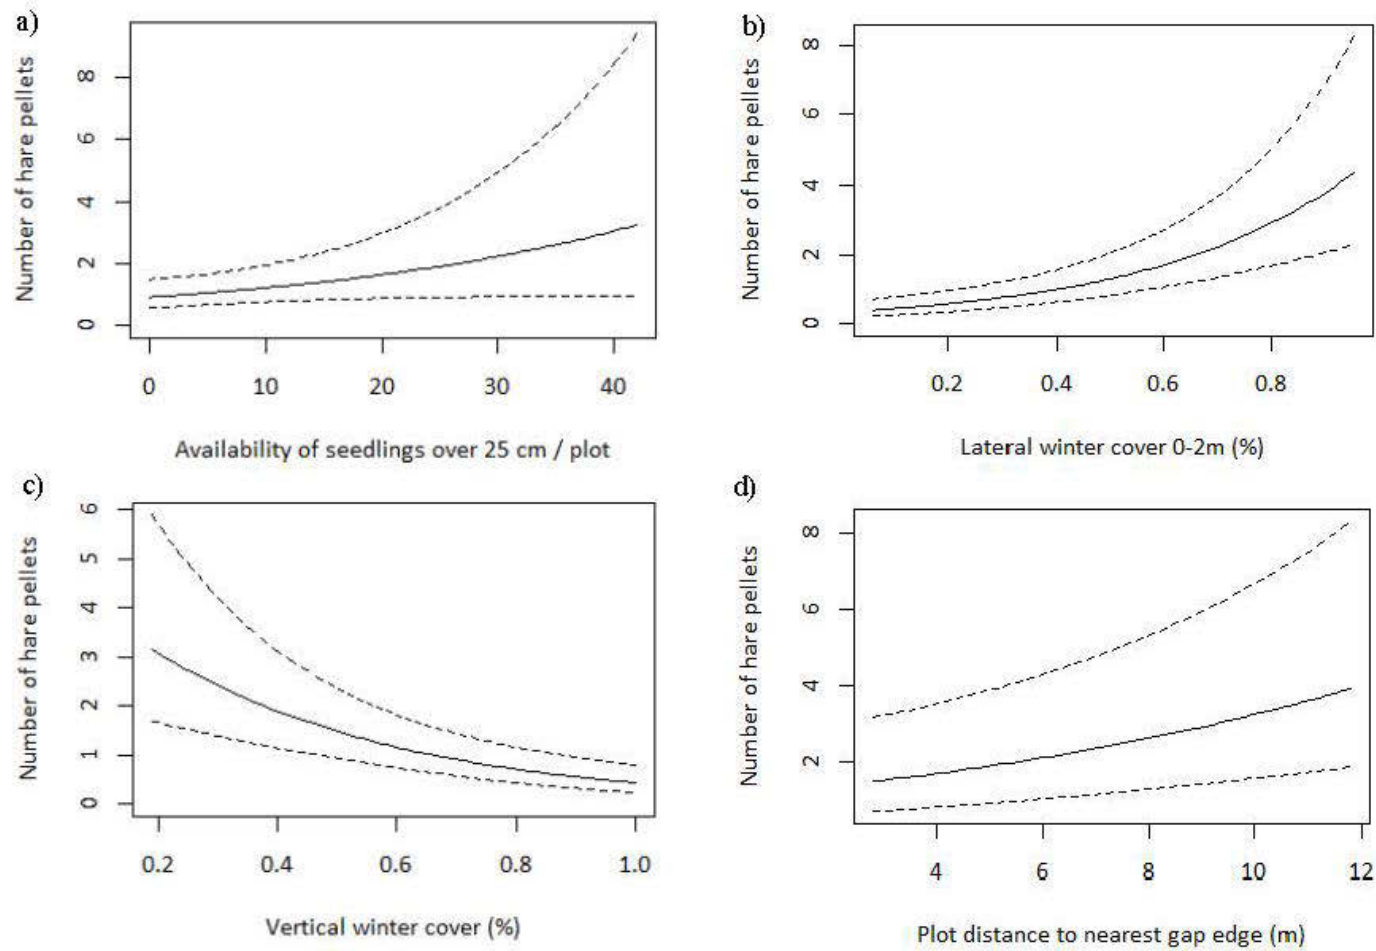 a)
Number of hare pellets
8
6
4
2
0
0 10 20 30 40
Availability of seedlings over 25 cm / plot
b)
Number of hare pellets
8
6
4
2
0
0.2 0.4 0.6 0.8
Lateral winter cover 0-2m (%)
c)
Number of hare pellets
6
5
4
3
2
1
0
0.2 0.4 0.6 0.8 1.0
Vertical winter cover (%)
d)
Number of hare pellets
8
6
4
2
4 6 8 10 12
Plot distance to nearest gap edge (m)